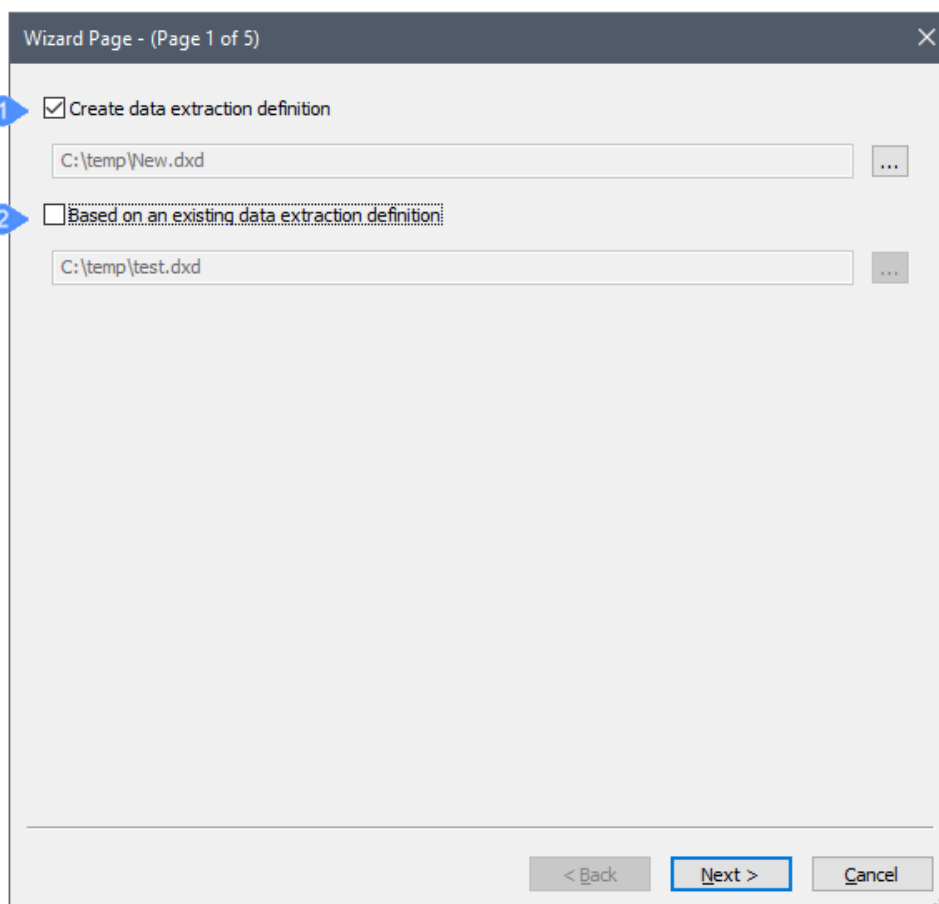 Wizard Page - (Page 1 of 5)
1
Create data extraction definition
C:\temp\New.dxd
...
2
Based on an existing data extraction definition
C:\temp\test.dxd
...
< Back Next > Cancel